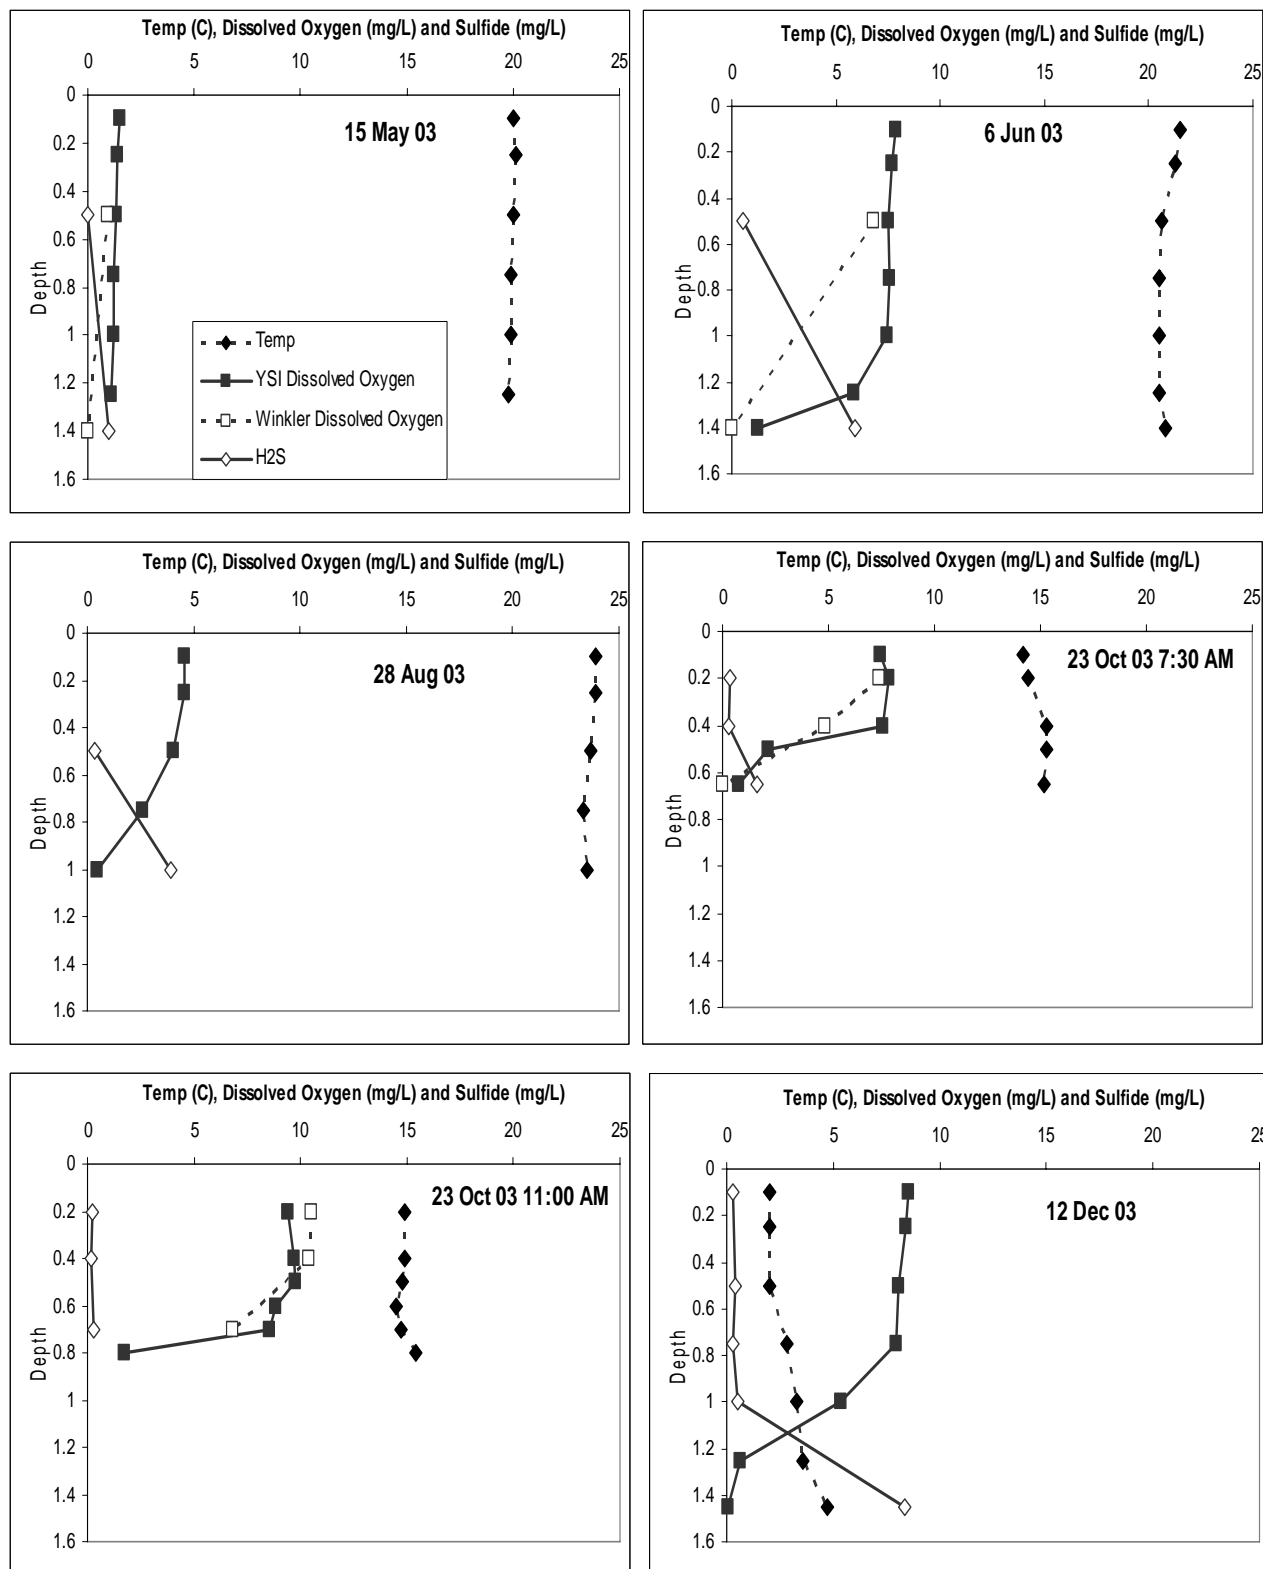 Temp (C), Dissolved Oxygen (mg/L) and Sulfide (mg/L)
0 5 10 15 20 25
0
0.2
0.4
0.6
0.8
1
1.2
1.4
1.6
Depth
15 May 03
Temp
YSI Dissolved Oxygen
Winkler Dissolved Oxygen
H2S
Temp (C), Dissolved Oxygen (mg/L) and Sulfide (mg/L)
0 5 10 15 20 25
0
0.2
0.4
0.6
0.8
1
1.2
1.4
1.6
Depth
6 Jun 03
Temp (C), Dissolved Oxygen (mg/L) and Sulfide (mg/L)
0 5 10 15 20 25
0
0.2
0.4
0.6
0.8
1
1.2
1.4
1.6
Depth
28 Aug 03
Temp (C), Dissolved Oxygen (mg/L) and Sulfide (mg/L)
0 5 10 15 20 25
0
0.2
0.4
0.6
0.8
1
1.2
1.4
1.6
Depth
23 Oct 03 7:30 AM
Temp (C), Dissolved Oxygen (mg/L) and Sulfide (mg/L)
0 5 10 15 20 25
0
0.2
0.4
0.6
0.8
1
1.2
1.4
1.6
Depth
23 Oct 03 11:00 AM
Temp (C), Dissolved Oxygen (mg/L) and Sulfide (mg/L)
0 5 10 15 20 25
0
0.2
0.4
0.6
0.8
1
1.2
1.4
1.6
Depth
12 Dec 03